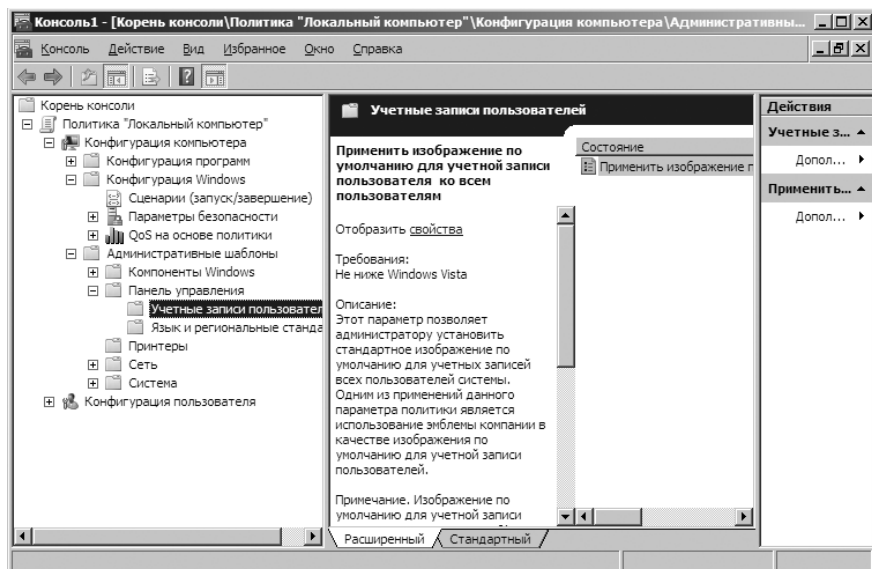 Консоль1 - [Корень консоли\Политика "Локальный компьютер"\Конфигурация компьютера\Административны...
Консоль Действие Вид Избранное Окно Справка
Корень консоли
Политика "Локальный компьютер"
Конфигурация компьютера
Конфигурация программ
Конфигурация Windows
Сценарии (запуск/завершение)
Параметры безопасности
QoS на основе политики
Административные шаблоны
Компоненты Windows
Панель управления
Учетные записи пользовател
Язык и региональные станда
Принтеры
Сеть
Система
Конфигурация пользователя
Учетные записи пользователей
Применить изображение по
умолчанию для учетной записи
пользователя ко всем
пользователям
Отобразить свойства
Требования:
Не ниже Windows Vista
Описание:
Этот параметр позволяет
администратору установить
стандартное изображение по
умолчанию для учетных записей
всех пользователей системы.
Одним из применений данного
параметра политики является
использование эмблемы компании в
качестве изображения по
умолчанию для учетной записи
пользователей.
Примечание. Изображение по
умолчанию для учетной записи
Состояние
Применить изображение п
Расширенный Стандартный
Действия
Учетные з...
Допол...
Применить...
Допол...